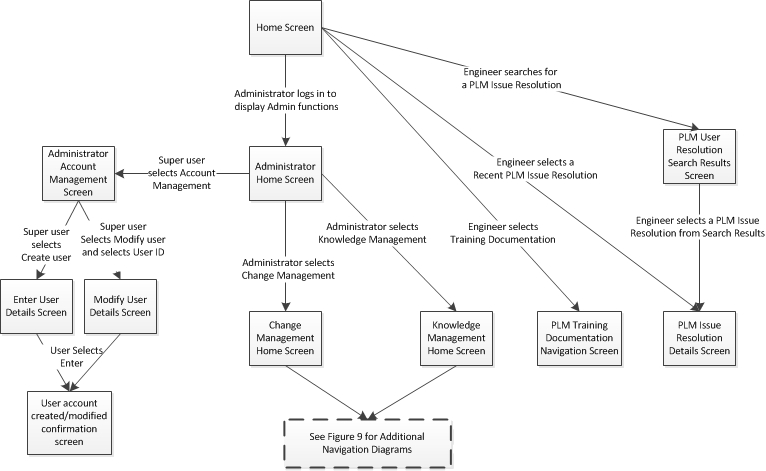 Home Screen
Engineer searches for
a PLM Issue Resolution
Administrator logs in to
display Admin functions
PLM User
Resolution
Search Results
Screen
Administrator
Account
Management
Screen
Super user
selects Account
Management
Administrator
Home Screen
Engineer selects a
Recent PLM Issue Resolution
Super user
selects
Create user
Super user
Selects Modify user
and selects User ID
Administrator selects
Knowledge Management
Engineer selects
Training Documentation
Engineer selects a PLM Issue
Resolution from Search Results
Administrator selects
Change Management
Enter User
Details Screen
Modify User
Details Screen
Change
Management
Home Screen
Knowledge
Management
Home Screen
PLM Training
Documentation
Navigation Screen
PLM Issue
Resolution
Details Screen
User Selects
Enter
User account
created/modified
confirmation
screen
See Figure 9 for Additional
Navigation Diagrams